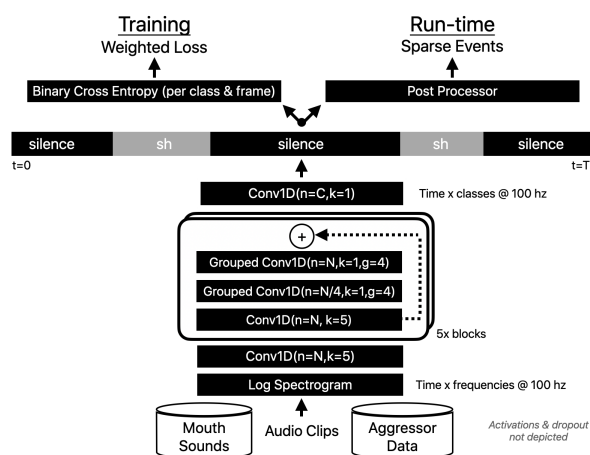 Training
Weighted Loss
Run-time
Sparse Events
Binary Cross Entropy (per class & frame)
Post Processor
silence sh silence sh silence
t=0 t=T
Conv1D(n=C,k=1)
Time x classes @ 100 hz
+
Grouped Conv1D(n=N,k=1,g=4)
Grouped Conv1D(n=N/4,k=1,g=4)
Conv1D(n=N, k=5)
5x blocks
Conv1D(n=N,k=5)
Log Spectrogram
Time x frequencies @ 100 hz
Mouth
Sounds
Audio Clips
Aggressor
Data
Activations & dropout
not depicted